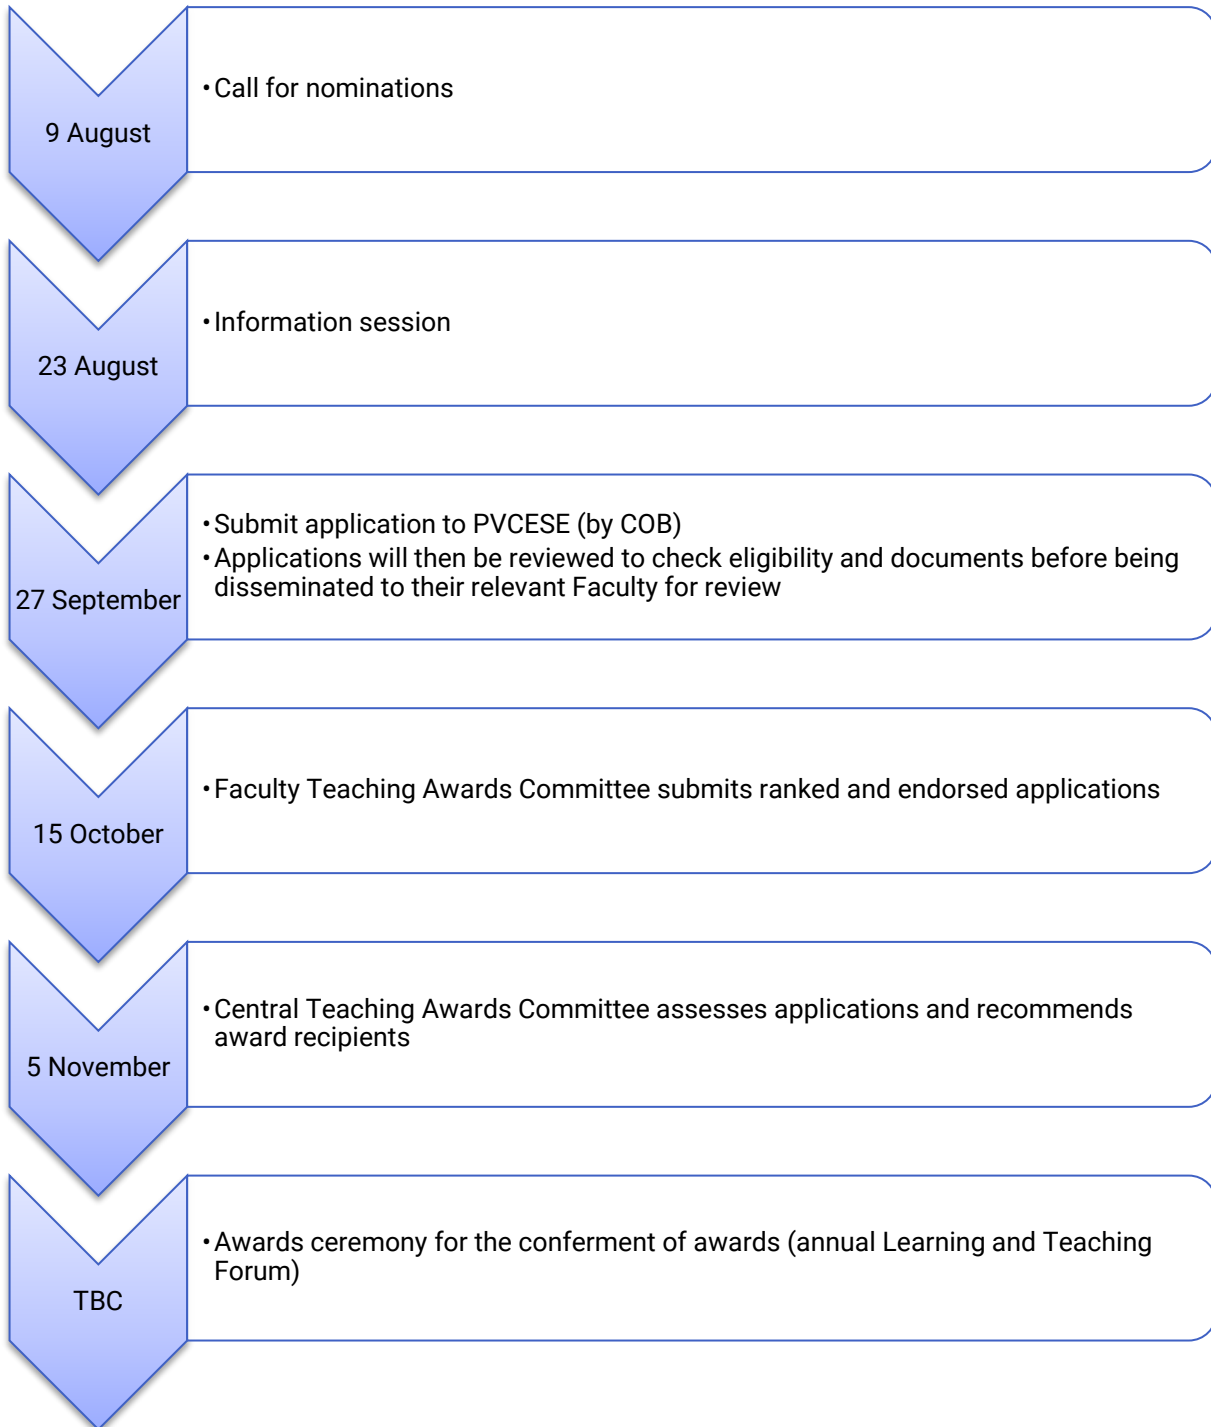 9 August
• Call for nominations
23 August
• Information session
27 September
• Submit application to PVCESE (by COB)
• Applications will then be reviewed to check eligibility and documents before being
disseminated to their relevant Faculty for review
15 October
• Faculty Teaching Awards Committee submits ranked and endorsed applications
5 November
• Central Teaching Awards Committee assesses applications and recommends
award recipients
TBC
• Awards ceremony for the conferment of awards (annual Learning and Teaching
Forum)